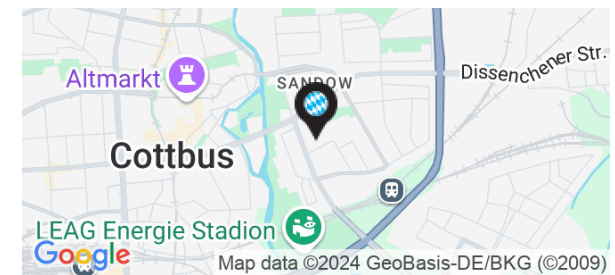 Altmarkt
SANDOW
Dissenchener Str.
Cottbus
LEAG Energie Stadion
Google
Map data ©2024 GeoBasis-DE/BKG (©2009)